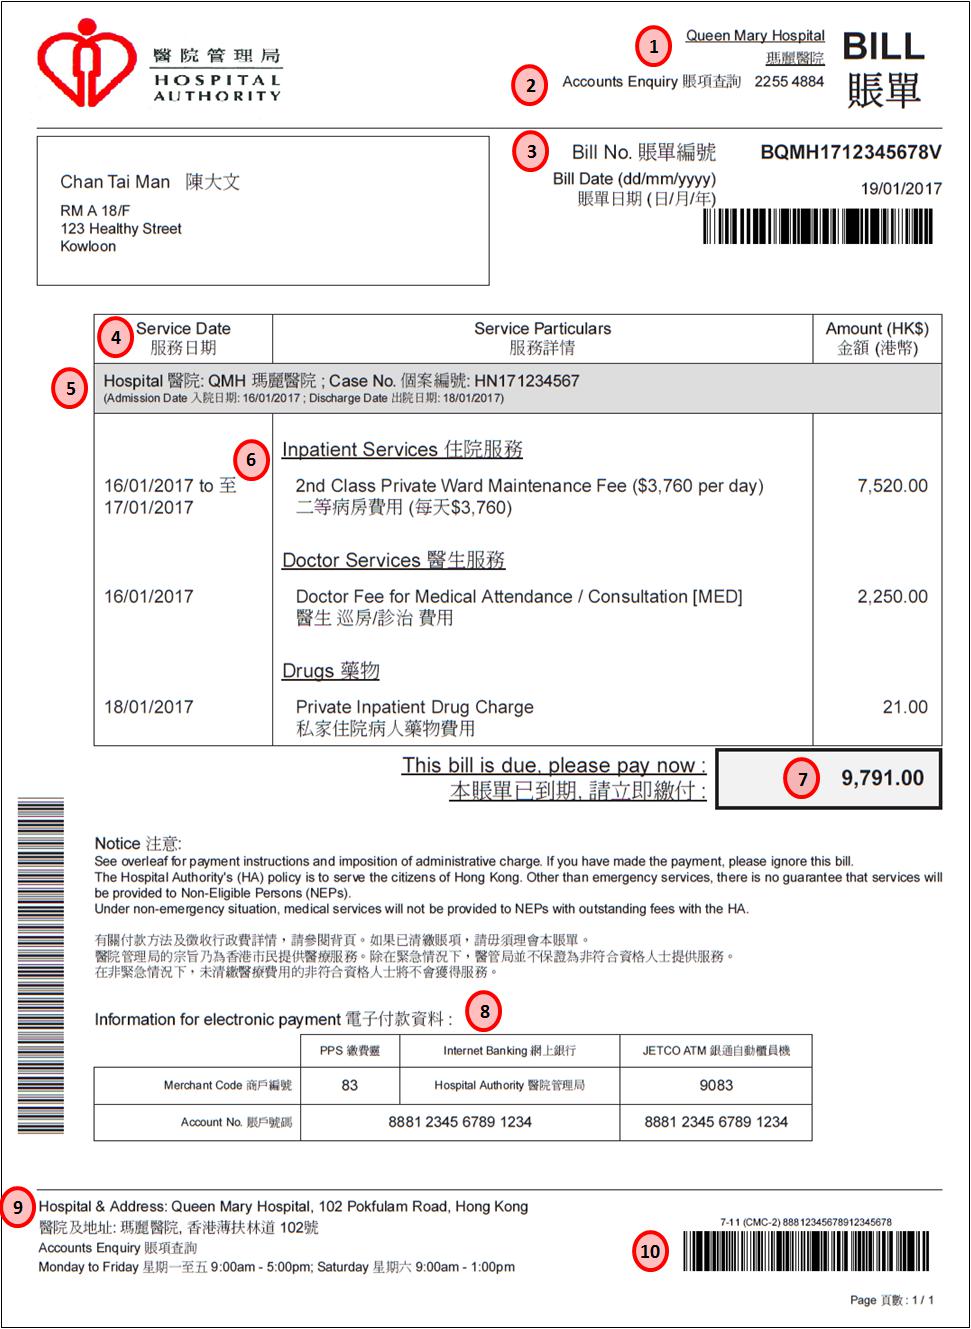 醫院管理局
HOSPITAL
AUTHORITY
1
Queen Mary Hospital
瑪麗醫院
2
Accounts Enquiry 賬項查詢 2255 4884
BILL
賬單
Chan Tai Man 陳大文
RM A 18/F
123 Healthy Street
Kowloon
3
Bill No. 賬單編號 BQMH1712345678V
Bill Date (dd/mm/yyyy)
賬單日期 (日/月/年)
19/01/2017
4
Service Date
服務日期
Service Particulars
服務詳情
Amount (HK$)
金額 (港幣)
5
Hospital 醫院: QMH 瑪麗醫院 ; Case No. 個案編號: HN171234567
(Admission Date 入院日期: 16/01/2017 ; Discharge Date 出院日期: 18/01/2017)
6
Inpatient Services 住院服務
16/01/2017 to 至
17/01/2017
2nd Class Private Ward Maintenance Fee ($3,760 per day)
二等病房費用 (每天$3,760)
7,520.00
Doctor Services 醫生服務
16/01/2017
Doctor Fee for Medical Attendance / Consultation [MED]
醫生 巡房/診治 費用
2,250.00
Drugs 藥物
18/01/2017
Private Inpatient Drug Charge
私家住院病人藥物費用
21.00
This bill is due, please pay now :
本賬單已到期, 請立即繳付 :
7
9,791.00
Notice 注意:
See overleaf for payment instructions and imposition of administrative charge. If you have made the payment, please ignore this bill.
The Hospital Authority's (HA) policy is to serve the citizens of Hong Kong. Other than emergency services, there is no guarantee that services will
be provided to Non-Eligible Persons (NEPs).
Under non-emergency situation, medical services will not be provided to NEPs with outstanding fees with the HA.
有關付款方法及徵收行政費詳情，請參閱背頁。如果已清繳賬項，請毋須理會本賬單。
醫院管理局的宗旨乃為香港市民提供醫療服務。除在緊急情況下，醫管局並不保證為非符合資格人士提供服務。
在非緊急情況下，未清繳醫療費用的非符合資格人士將不會獲得服務。
Information for electronic payment 電子付款資料 :
8
PPS 繳費靈
Internet Banking 網上銀行
JETCO ATM 銀通自動櫃員機
Merchant Code 商戶編號
83
Hospital Authority 醫院管理局
9083
Account No. 賬戶號碼
8881 2345 6789 1234
8881 2345 6789 1234
9
Hospital & Address: Queen Mary Hospital, 102 Pokfulam Road, Hong Kong
醫院及地址: 瑪麗醫院, 香港薄扶林道 102號
Accounts Enquiry 賬項查詢
Monday to Friday 星期一至五 9:00am - 5:00pm; Saturday 星期六 9:00am - 1:00pm
10
7-11 (CMC-2) 88812345678912345678
Page 頁數 : 1 / 1